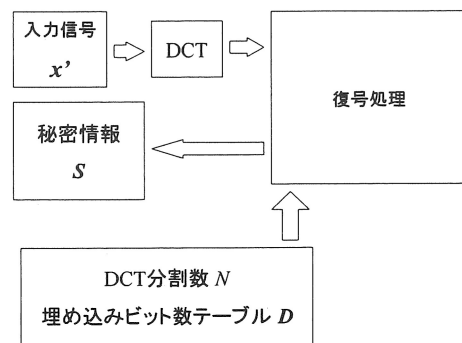 入力信号
x’
DCT
復号処理
秘密情報
S
DCT分割数 N
埋め込みビット数テーブル D